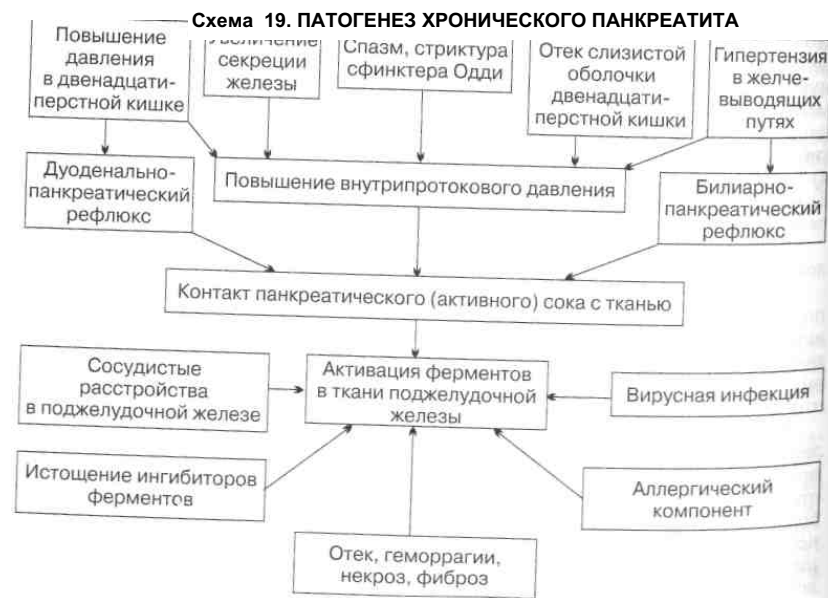 Схема 19. ПАТОГЕНЕЗ ХРОНИЧЕСКОГО ПАНКРЕАТИТА
Повышение
давления
в двенадцати-
перстной кишке
Увеличение
секреции
железы
Спазм, стриктура
сфинктера Одди
Отек слизистой
оболочки
двенадцати-
перстной кишки
Гипертензия
в желче-
выводящих
путях
Дуоденально-
панкреатический
рефлюкс
Повышение внутрипротокового давления
Билиарно-
панкреатический
рефлюкс
Контакт панкреатического (активного) сока с тканью
Сосудистые
расстройства
в поджелудочной железе
Активация ферментов
в ткани поджелудочной
железы
Вирусная инфекция
Истощение ингибиторов
ферментов
Аллергический
компонент
Отек, геморрагии,
некроз, фиброз